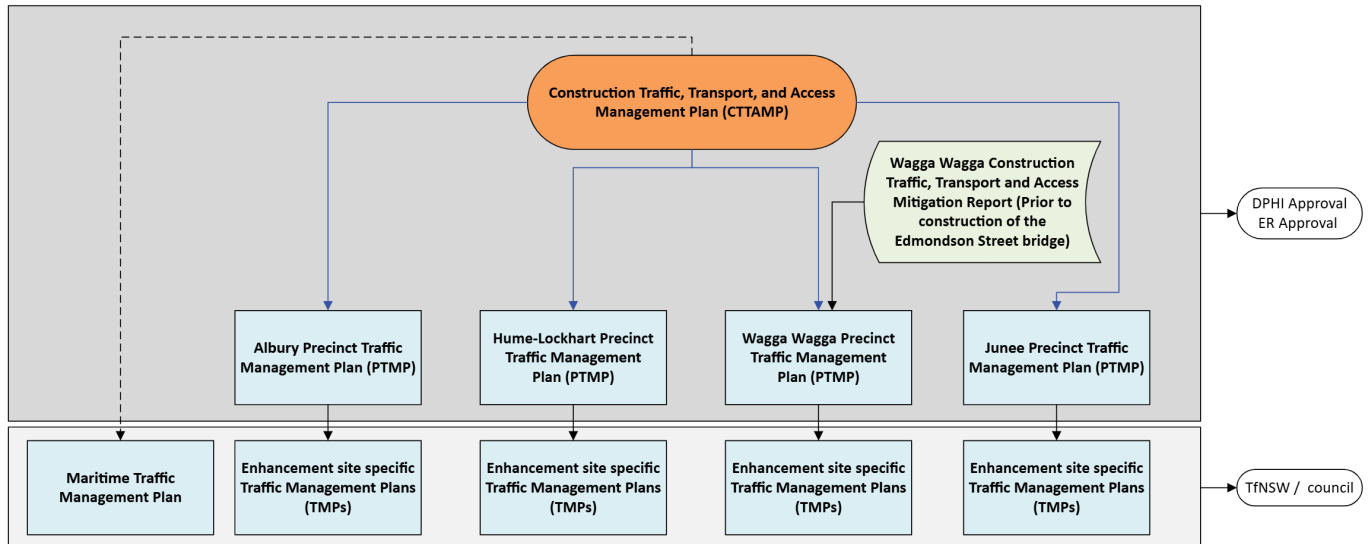 Construction Traffic, Transport, and Access
Management Plan (CTTAMP)
Wagga Wagga Construction
Traffic, Transport and Access
Mitigation Report (Prior to
construction of the
Edmondson Street bridge)
DPHI Approval
ER Approval
Albury Precinct Traffic
Management Plan (PTMP)
Hume-Lockhart Precinct
Traffic Management
Plan (PTMP)
Wagga Wagga Precinct
Traffic Management
Plan (PTMP)
Junee Precinct Traffic
Management Plan (PTMP)
Maritime Traffic
Management Plan
Enhancement site specific
Traffic Management Plans
(TMPs)
Enhancement site specific
Traffic Management Plans
(TMPs)
Enhancement site specific
Traffic Management Plans
(TMPs)
Enhancement site specific
Traffic Management Plans
(TMPs)
TfNSW / council